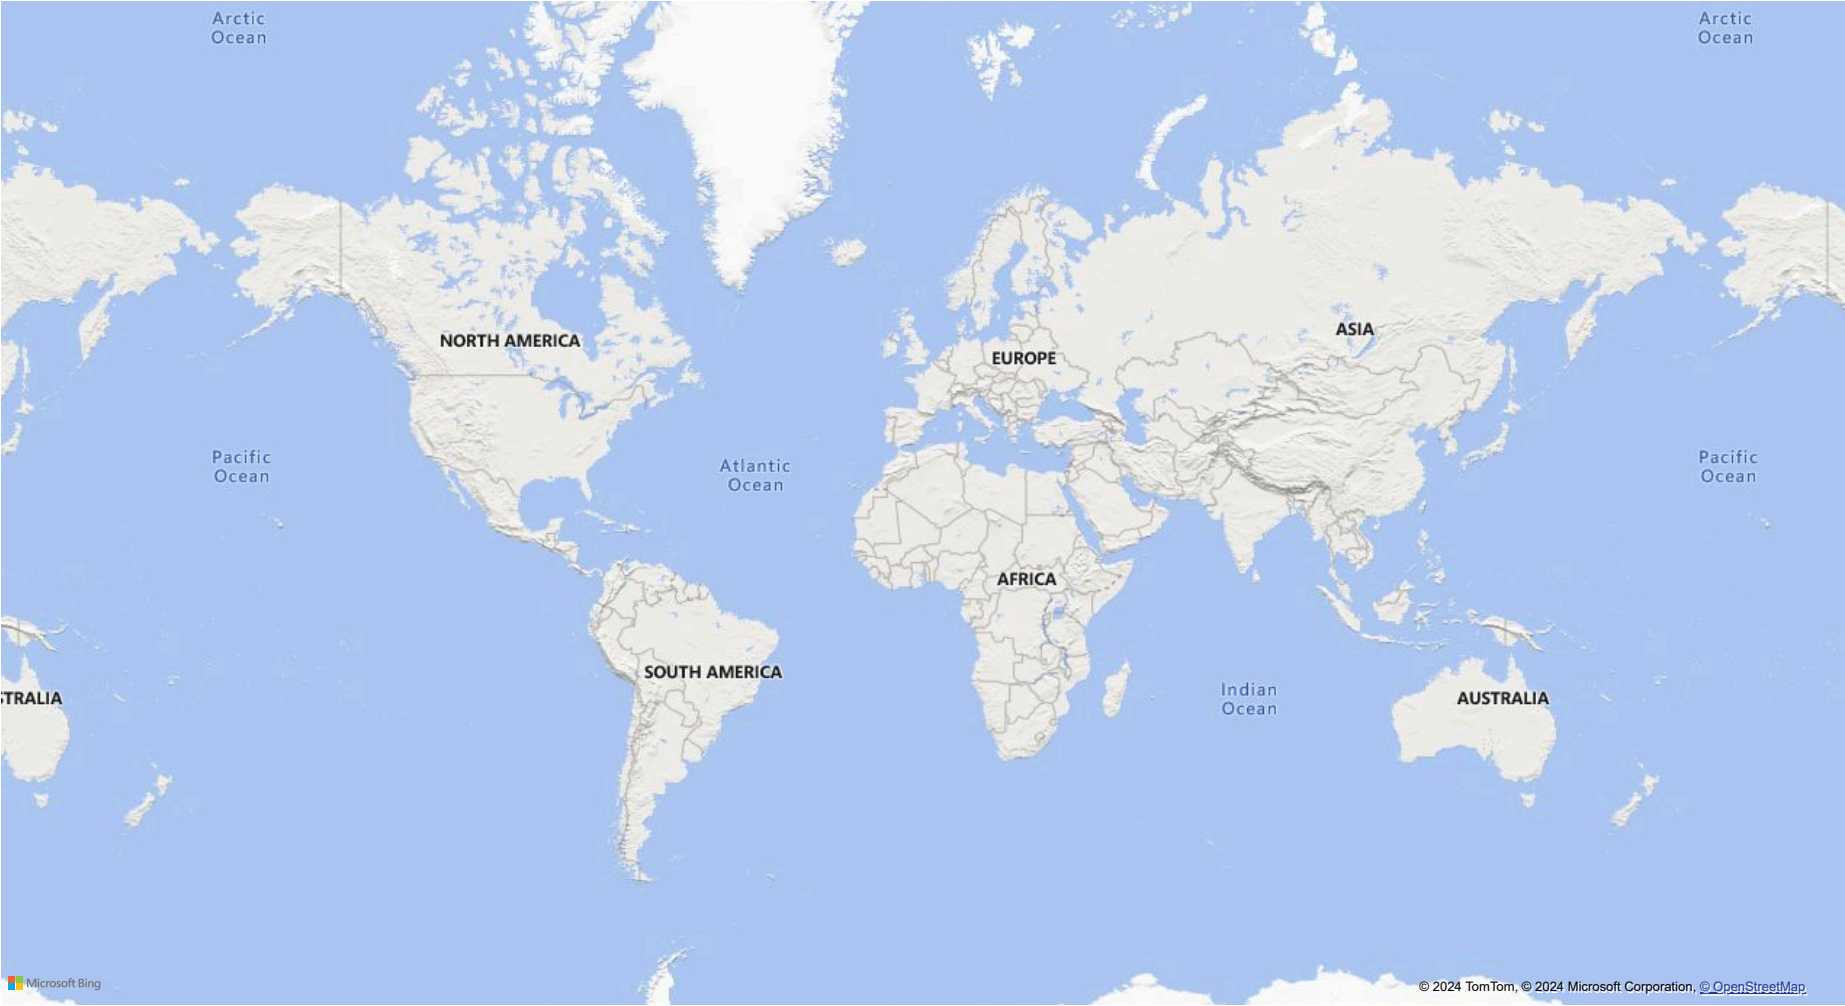 Arctic
Ocean
Arctic
Ocean
NORTH AMERICA
EUROPE
ASIA
Pacific
Ocean
Atlantic
Ocean
Pacific
Ocean
AFRICA
SOUTH AMERICA
Indian
Ocean
STRALIA
AUSTRALIA
Microsoft Bing
© 2024 TomTom, © 2024 Microsoft Corporation, © OpenStreetMap